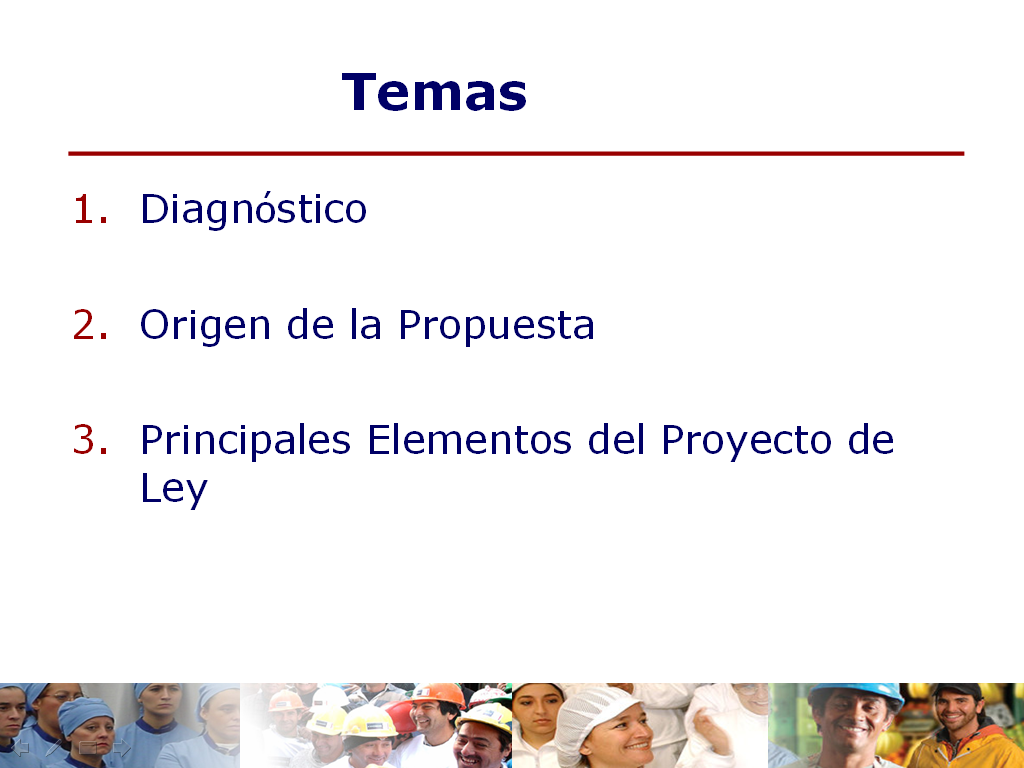 Temas
1. Diagnóstico
2. Origen de la Propuesta
3. Principales Elementos del Proyecto de
Ley